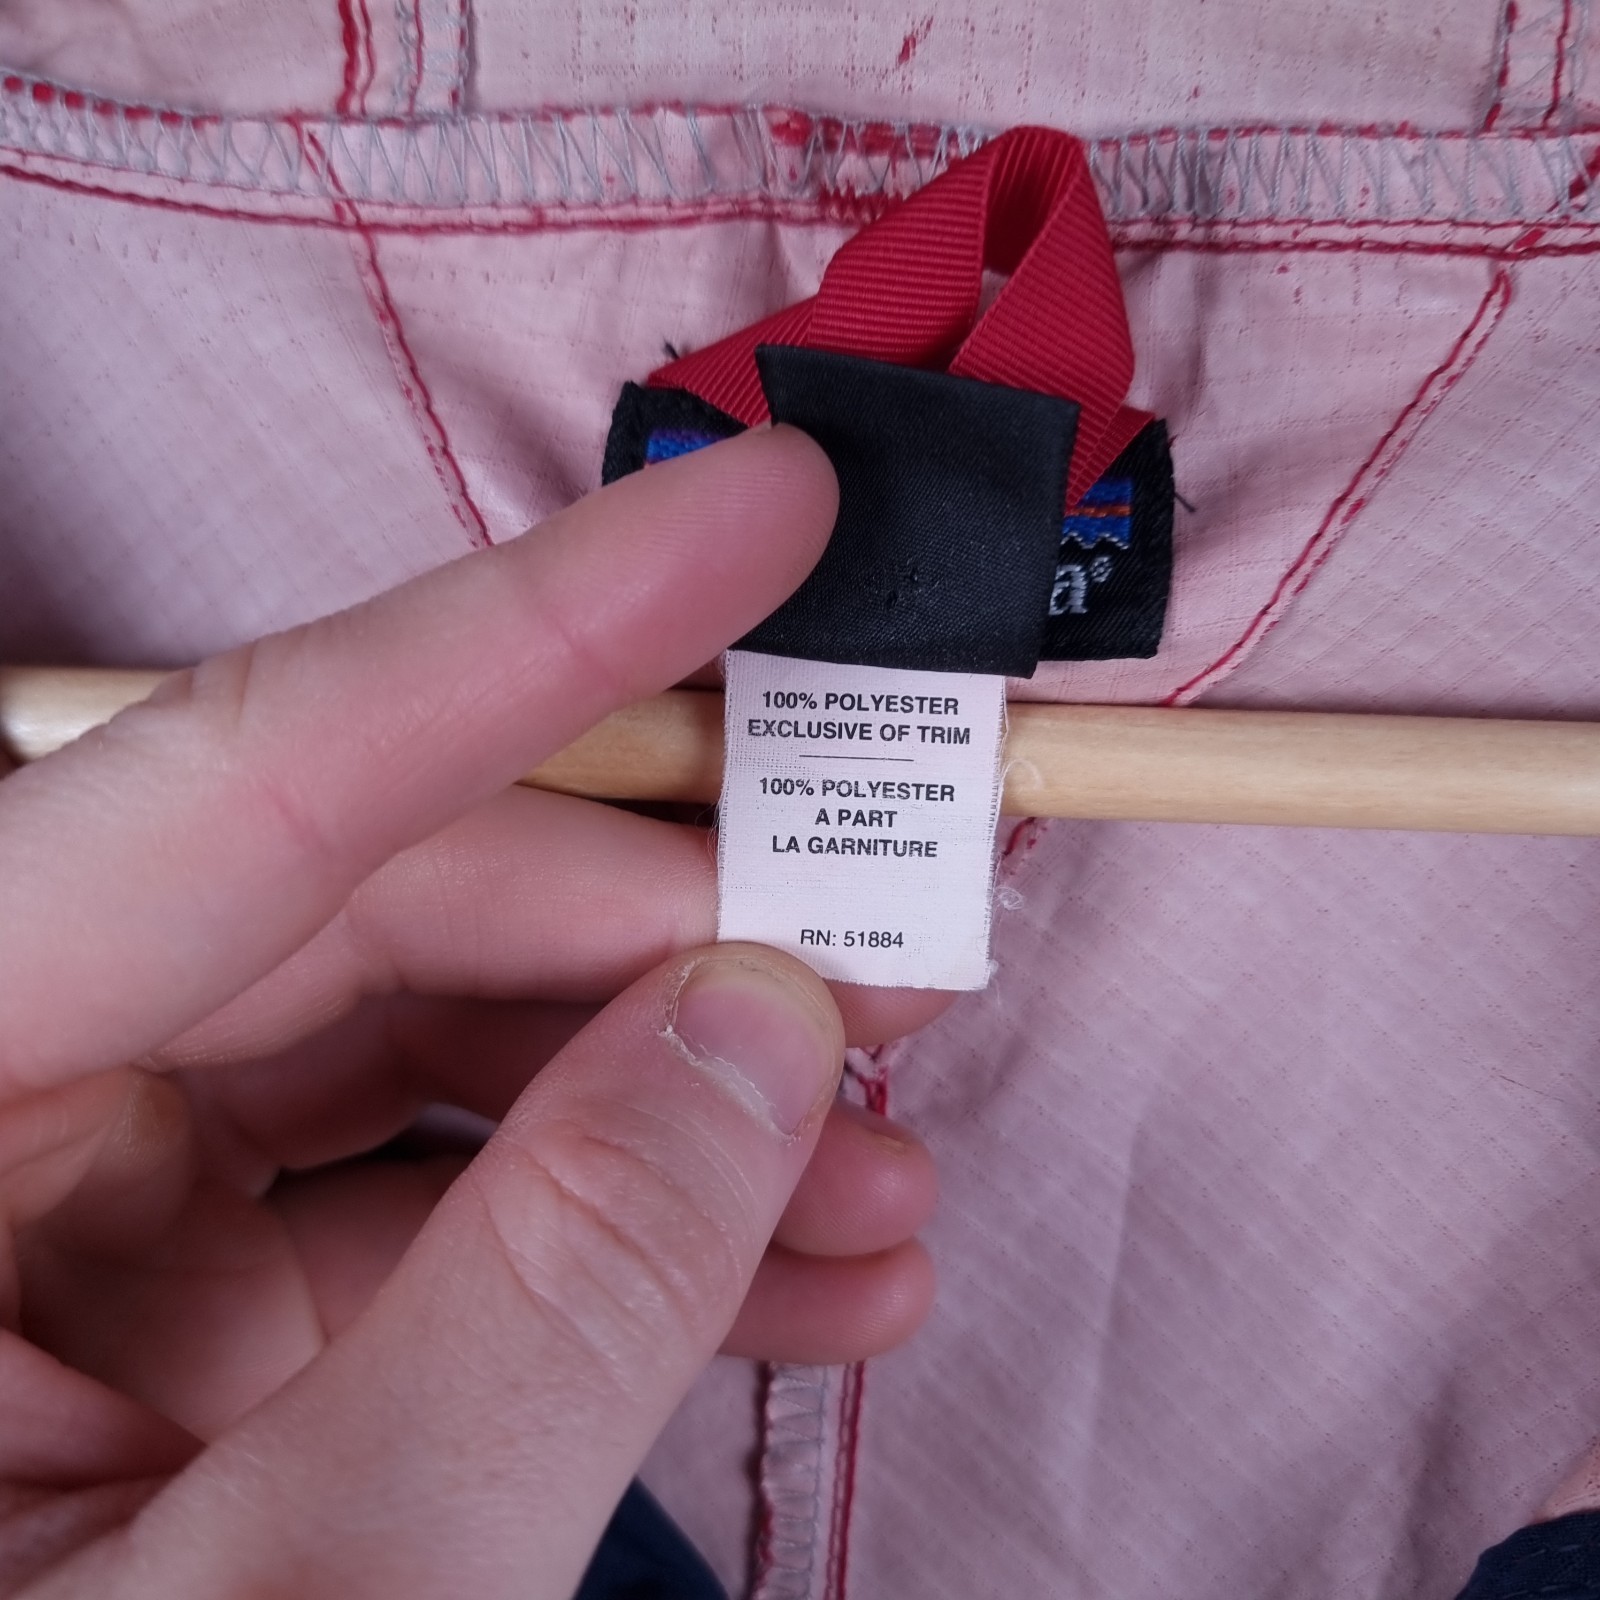 a®
100% POLYESTER
EXCLUSIVE OF TRIM
100% POLYESTER
A PART
LA GARNITURE
RN: 51884